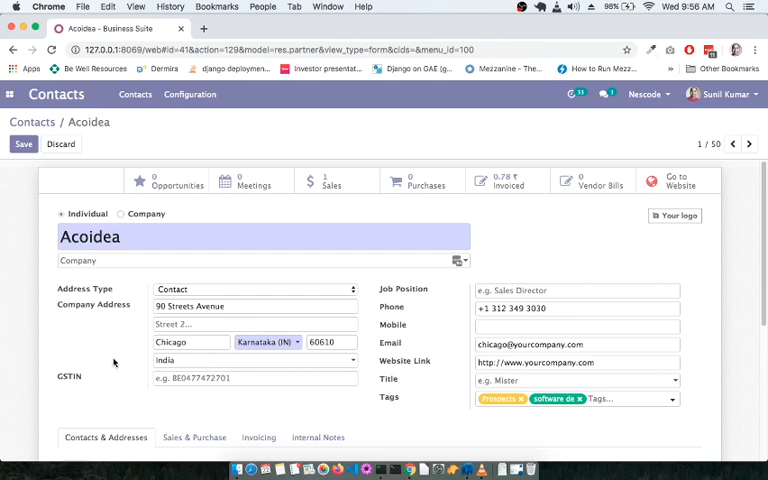 Chrome File Edit View History Bookmarks People Tab Window Help 98% Wed 9:56 AM
Acoidea - Business Suite
127.0.0.1:8069/web#id=41&action=129&model=res.partner&view_type=form&cids=&menu_id=100
Apps Be Well Resources Dermira django deploymen... Investor presentat... Django on GAE (g... Mezzanine - The... How to Run Mezz... » Other Bookmarks
Contacts Contacts Configuration 33 1 Nescode Sunil Kumar
Contacts / Acoidea
Save Discard 1 / 50
0 Opportunities 0 Meetings 1 Sales 0 Purchases 0.78 ₹ Invoiced 0 Vendor Bills Go to Website
Individual Company Your logo
Acoidea
Company
Address Type Contact Job Position e.g. Sales Director
Company Address 90 Streets Avenue Phone +1 312 349 3030
Street 2... Mobile
Chicago Karnataka (IN) 60610 Email chicago@yourcompany.com
India Website Link http://www.yourcompany.com
GSTIN e.g. BE0477472701 Title e.g. Mister
Tags Prospects software de Tags...
Contacts & Addresses Sales & Purchase Invoicing Internal Notes